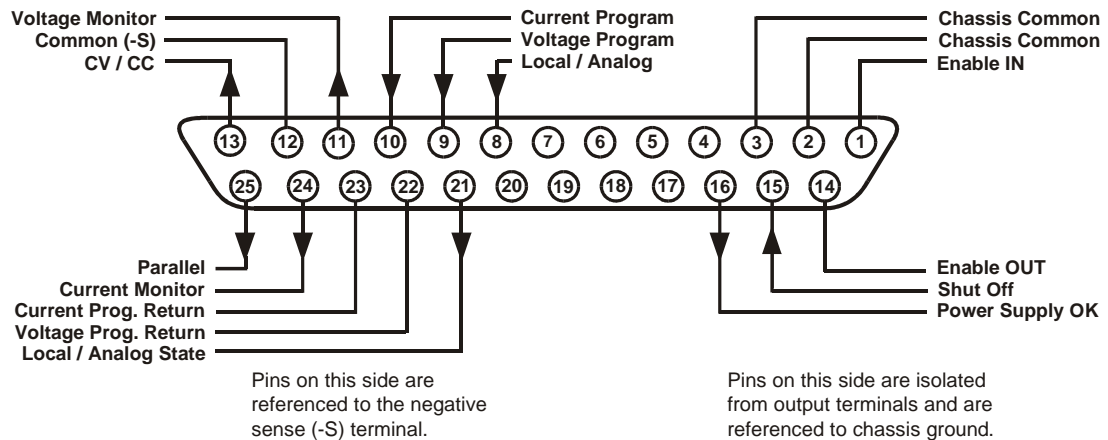 Voltage Monitor
Common (-S)
CV / CC
Current Program
Voltage Program
Local / Analog
Chassis Common
Chassis Common
Enable IN
13 12 11 10 9 8 7 6 5 4 3 2 1
25 24 23 22 21 20 19 18 17 16 15 14
Parallel
Current Monitor
Current Prog. Return
Voltage Prog. Return
Local / Analog State
Enable OUT
Shut Off
Power Supply OK
Pins on this side are
referenced to the negative
sense (-S) terminal.
Pins on this side are isolated
from output terminals and are
referenced to chassis ground.